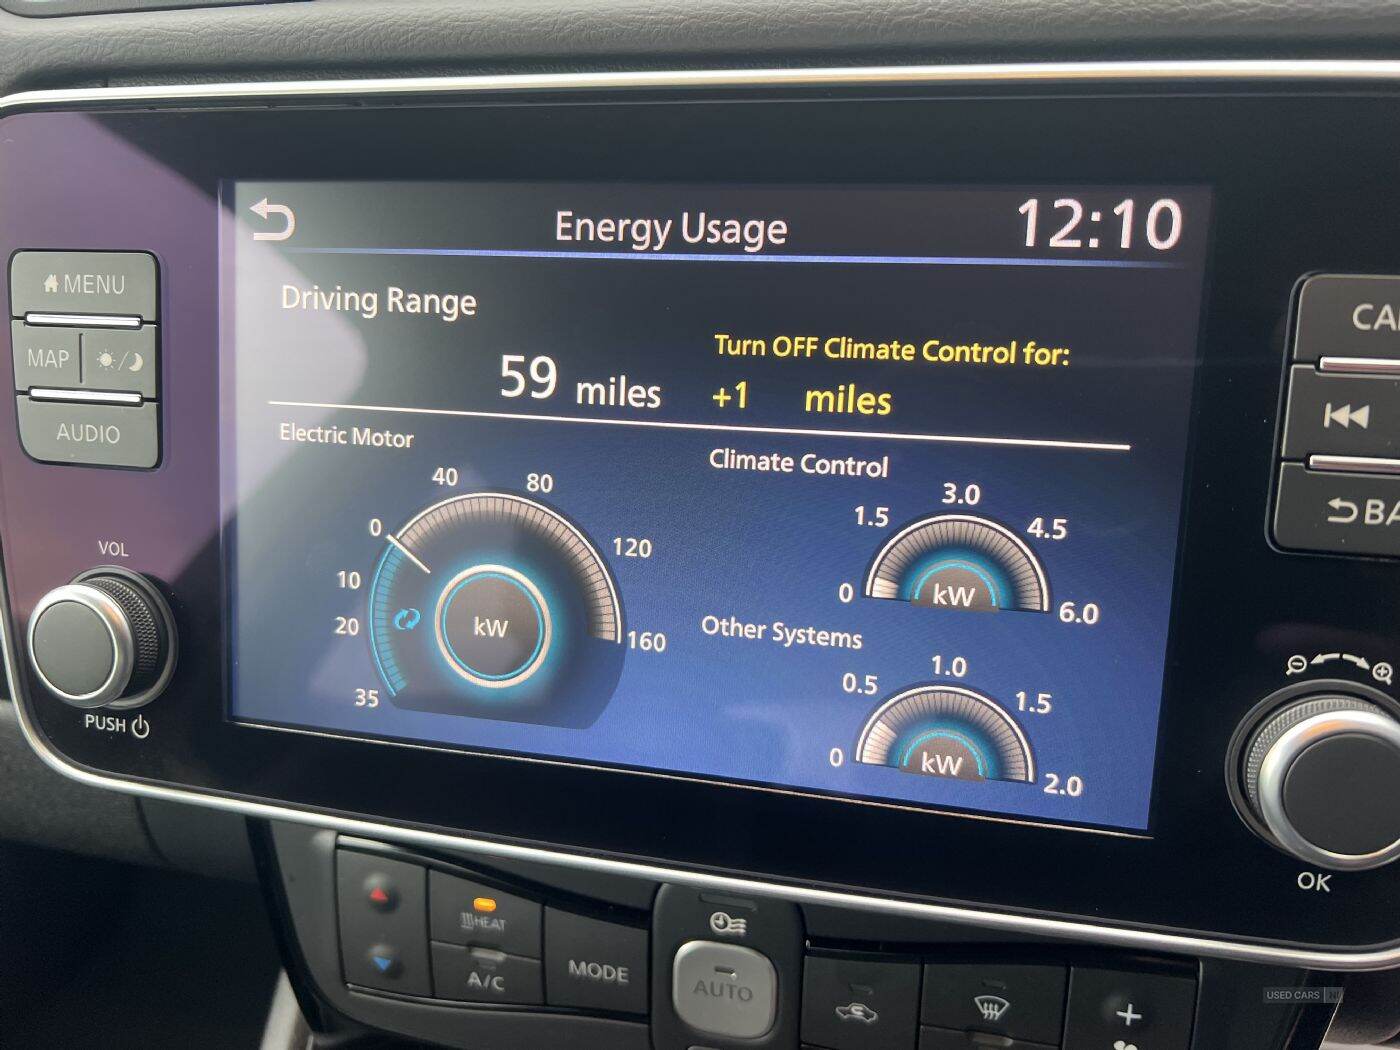 Energy Usage
12:10
Driving Range
59 miles
Turn OFF Climate Control for:
+1 miles
Electric Motor
0
40
80
120
160
10
20
35
kW
Climate Control
0
1.5
3.0
4.5
6.0
kW
Other Systems
0
0.5
1.0
1.5
2.0
kW
MENU
MAP
AUDIO
VOL
PUSH
CA
BA
OK
HEAT
A/C
MODE
AUTO
+
USED CARS NI